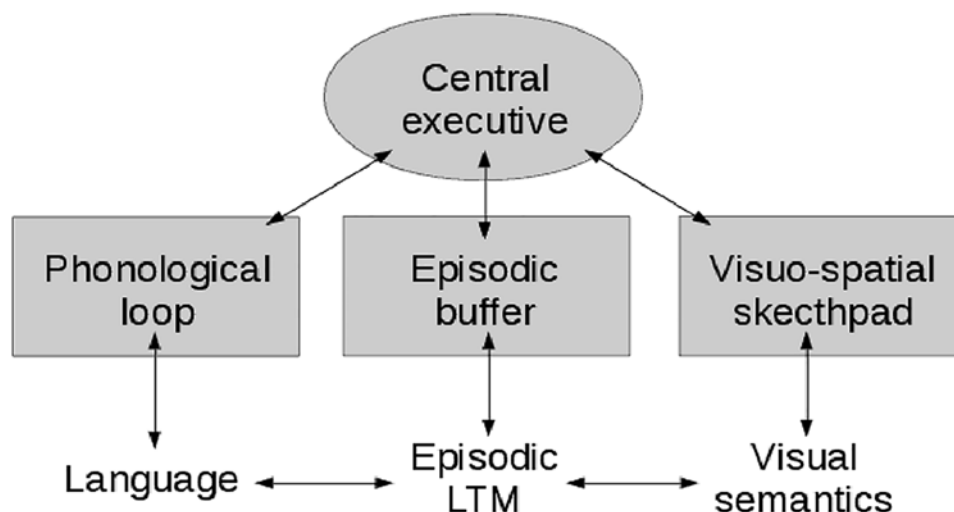 Central
executive
Phonological
loop
Episodic
buffer
Visuo-spatial
skecthpad
Language
Episodic
LTM
Visual
semantics